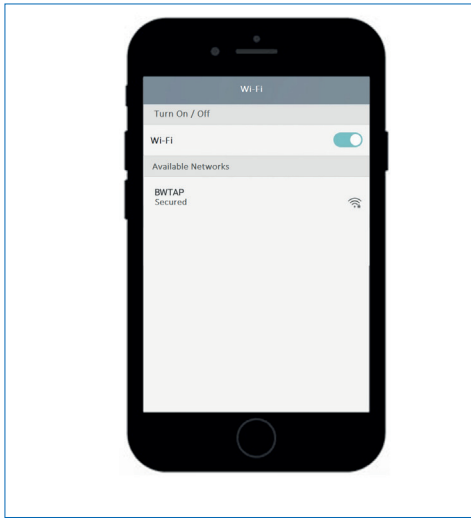 Wi-Fi
Turn On / Off
Wi-Fi
Available Networks
BWTAP
Secured